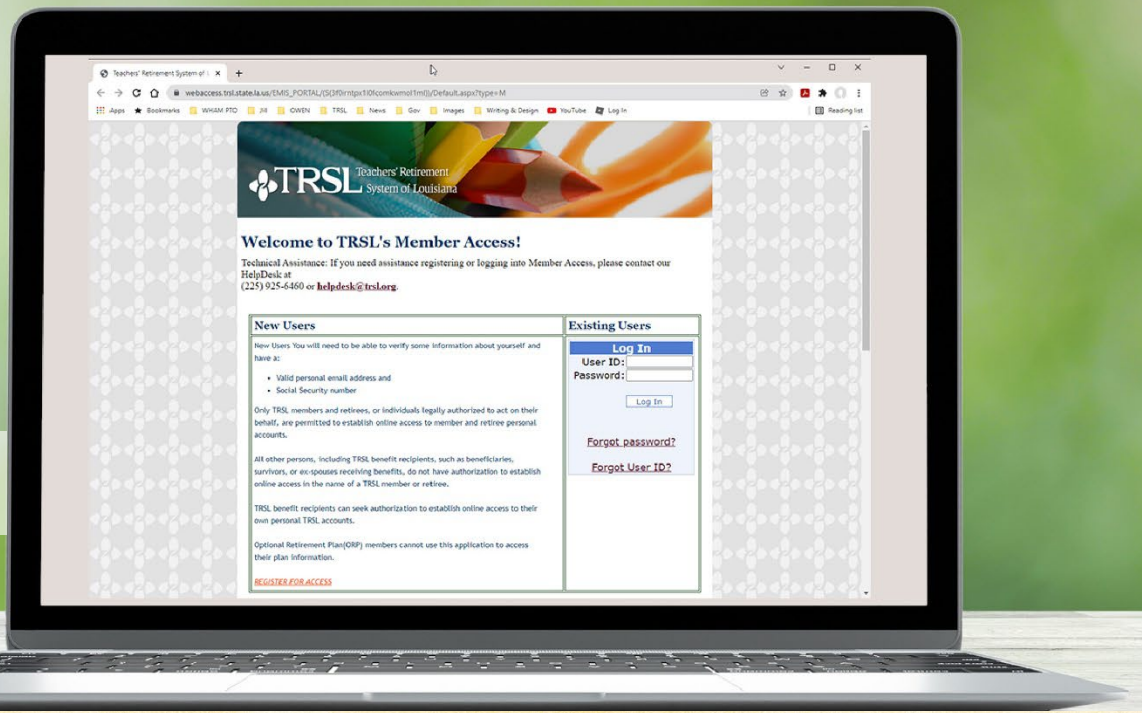 Teachers' Retirement System of L
webaccess.trsl.state.la.us/EMIS_PORTAL/(S(3f0irntpx1l0lcomkwmof1ml))/Default.aspx?type=M
Apps Bookmarks WHAM PTO Jill OWEN TRSL News Gov Images Writing & Design YouTube Log In Reading list
TRSL Teachers' Retirement
System of Louisiana
Welcome to TRSL's Member Access!
Technical Assistance: If you need assistance registering or logging into Member Access, please contact our
HelpDesk at
(225) 925-6460 or helpdesk@trsl.org.
New Users
New Users You will need to be able to verify some information about yourself and
have a:
• Valid personal email address and
• Social Security number
Only TRSL members and retirees, or individuals legally authorized to act on their
behalf, are permitted to establish online access to member and retiree personal
accounts.
All other persons, including TRSL benefit recipients, such as beneficiaries,
survivors, or ex-spouses receiving benefits, do not have authorization to establish
online access in the name of a TRSL member or retiree.
TRSL benefit recipients can seek authorization to establish online access to their
own personal TRSL accounts.
Optional Retirement Plan(ORP) members cannot use this application to access
their plan information.
REGISTER FOR ACCESS
Existing Users
Log In
User ID:
Password:
Log In
Forgot password?
Forgot User ID?